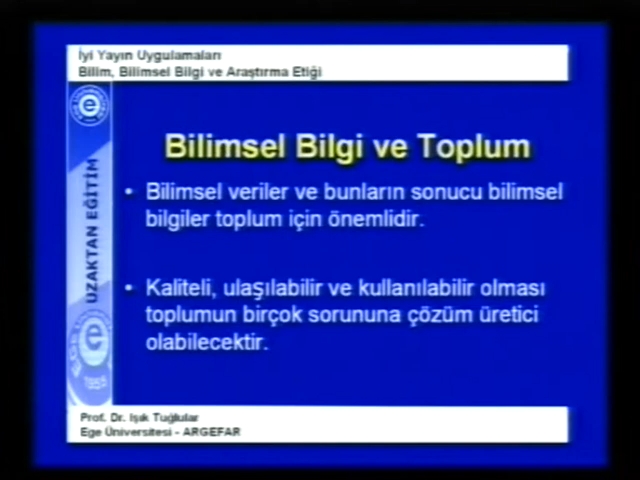 İyi Yayın Uygulamaları
Bilim, Bilimsel Bilgi ve Araştırma Etiği
UZAKTAN EĞİTİM
Bilimsel Bilgi ve Toplum
• Bilimsel veriler ve bunların sonucu bilimsel
bilgiler toplum için önemlidir.
• Kaliteli, ulaşılabilir ve kullanılabilir olması
toplumun birçok sorununa çözüm üretici
olabilecektir.
EGE
1955
Prof. Dr. Işık Tuğlular
Ege Üniversitesi - ARGEFAR